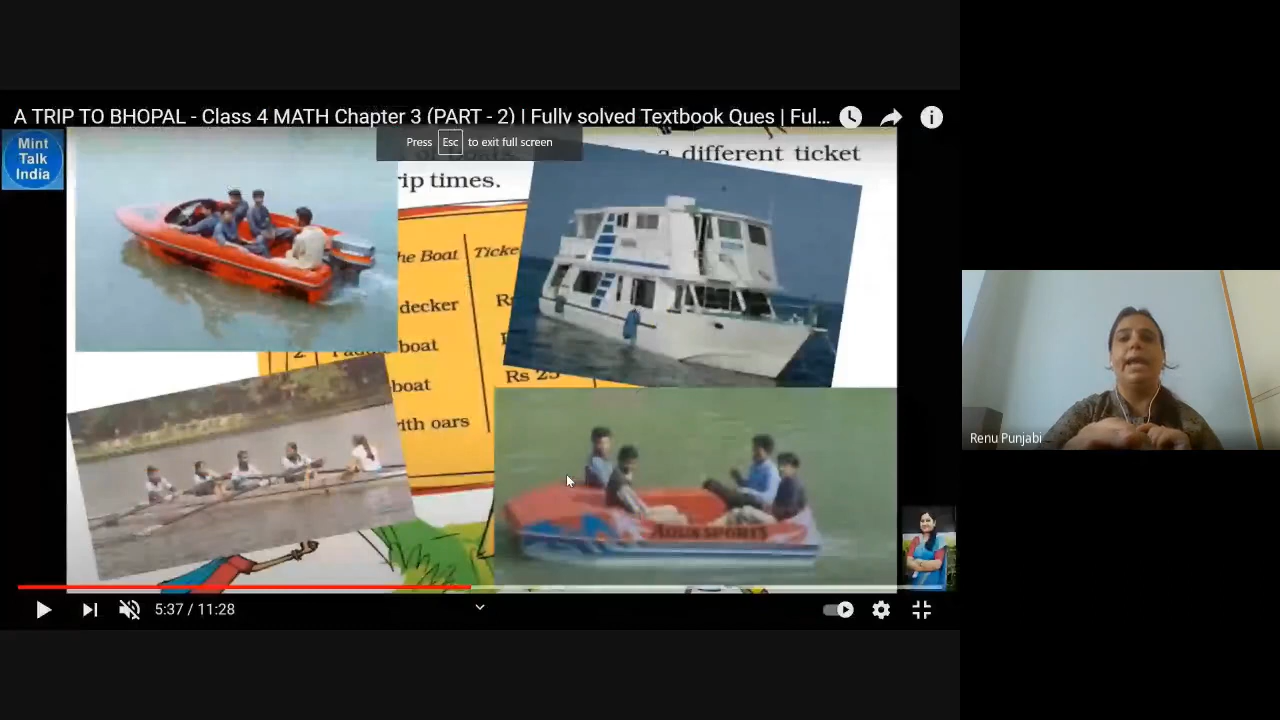 A TRIP TO BHOPAL - Class 4 MATH Chapter 3 (PART - 2) | Fully solved Textbook Ques | Ful...
Mint
Talk
India
Press Esc to exit full screen
a different ticket
rip times.
he Boat Ticke
decker
2 boat
boat Rs 25
ith oars
AQUA SPORTS
Renu Punjabi
5:37 / 11:28